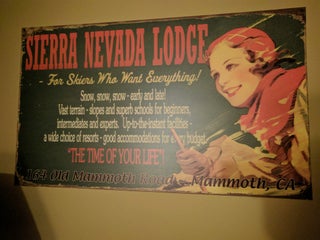 SIERRA NEVADA LODGE
- For Skiers Who Want Everything!
Snow, snow, snow - early and late!
Vast terrain - slopes and superb schools for beginners,
intermediates and experts. Up-to-the-instant facilities -
a wide choice of resorts - good accommodations for every budget.
"THE TIME OF YOUR LIFE"!
164 Old Mammoth Road - Mammoth, CA